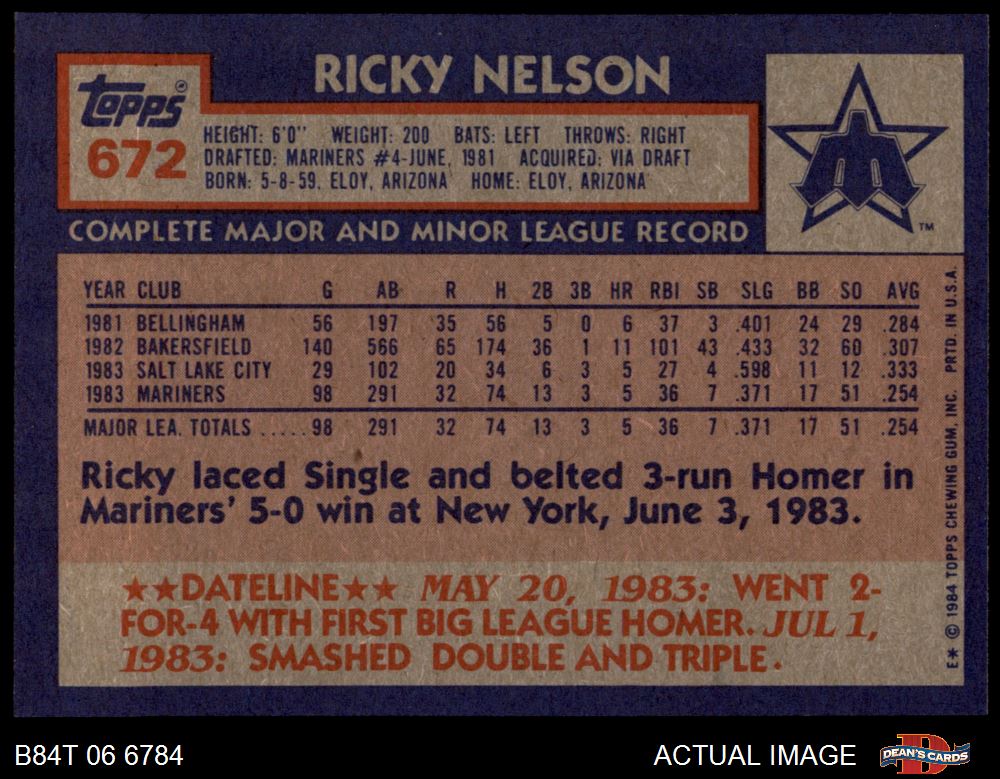 RICKY NELSON
Topps®
672
HEIGHT: 6'0'' WEIGHT: 200 BATS: LEFT THROWS: RIGHT
DRAFTED: MARINERS #4-JUNE, 1981 ACQUIRED: VIA DRAFT
BORN: 5-8-59, ELOY, ARIZONA HOME: ELOY, ARIZONA
M
TM
COMPLETE MAJOR AND MINOR LEAGUE RECORD
YEAR CLUB G AB R H 2B 3B HR RBI SB SLG BB SO AVG
1981 BELLINGHAM 56 197 35 56 5 0 6 37 3 .401 24 29 .284
1982 BAKERSFIELD 140 566 65 174 36 1 11 101 43 .433 32 60 .307
1983 SALT LAKE CITY 29 102 20 34 6 3 5 27 4 .598 11 12 .333
1983 MARINERS 98 291 32 74 13 3 5 36 7 .371 17 51 .254
MAJOR LEA. TOTALS .....98 291 32 74 13 3 5 36 7 .371 17 51 .254
Ricky laced Single and belted 3-run Homer in
Mariners' 5-0 win at New York, June 3, 1983.
★★DATELINE★★ MAY 20, 1983: WENT 2-
FOR-4 WITH FIRST BIG LEAGUE HOMER. JUL 1,
1983: SMASHED DOUBLE AND TRIPLE.
E* © 1984 TOPPS CHEWING GUM, INC. PRTD. IN U.S.A.
B84T 06 6784
ACTUAL IMAGE
D
DEAN'S CARDS